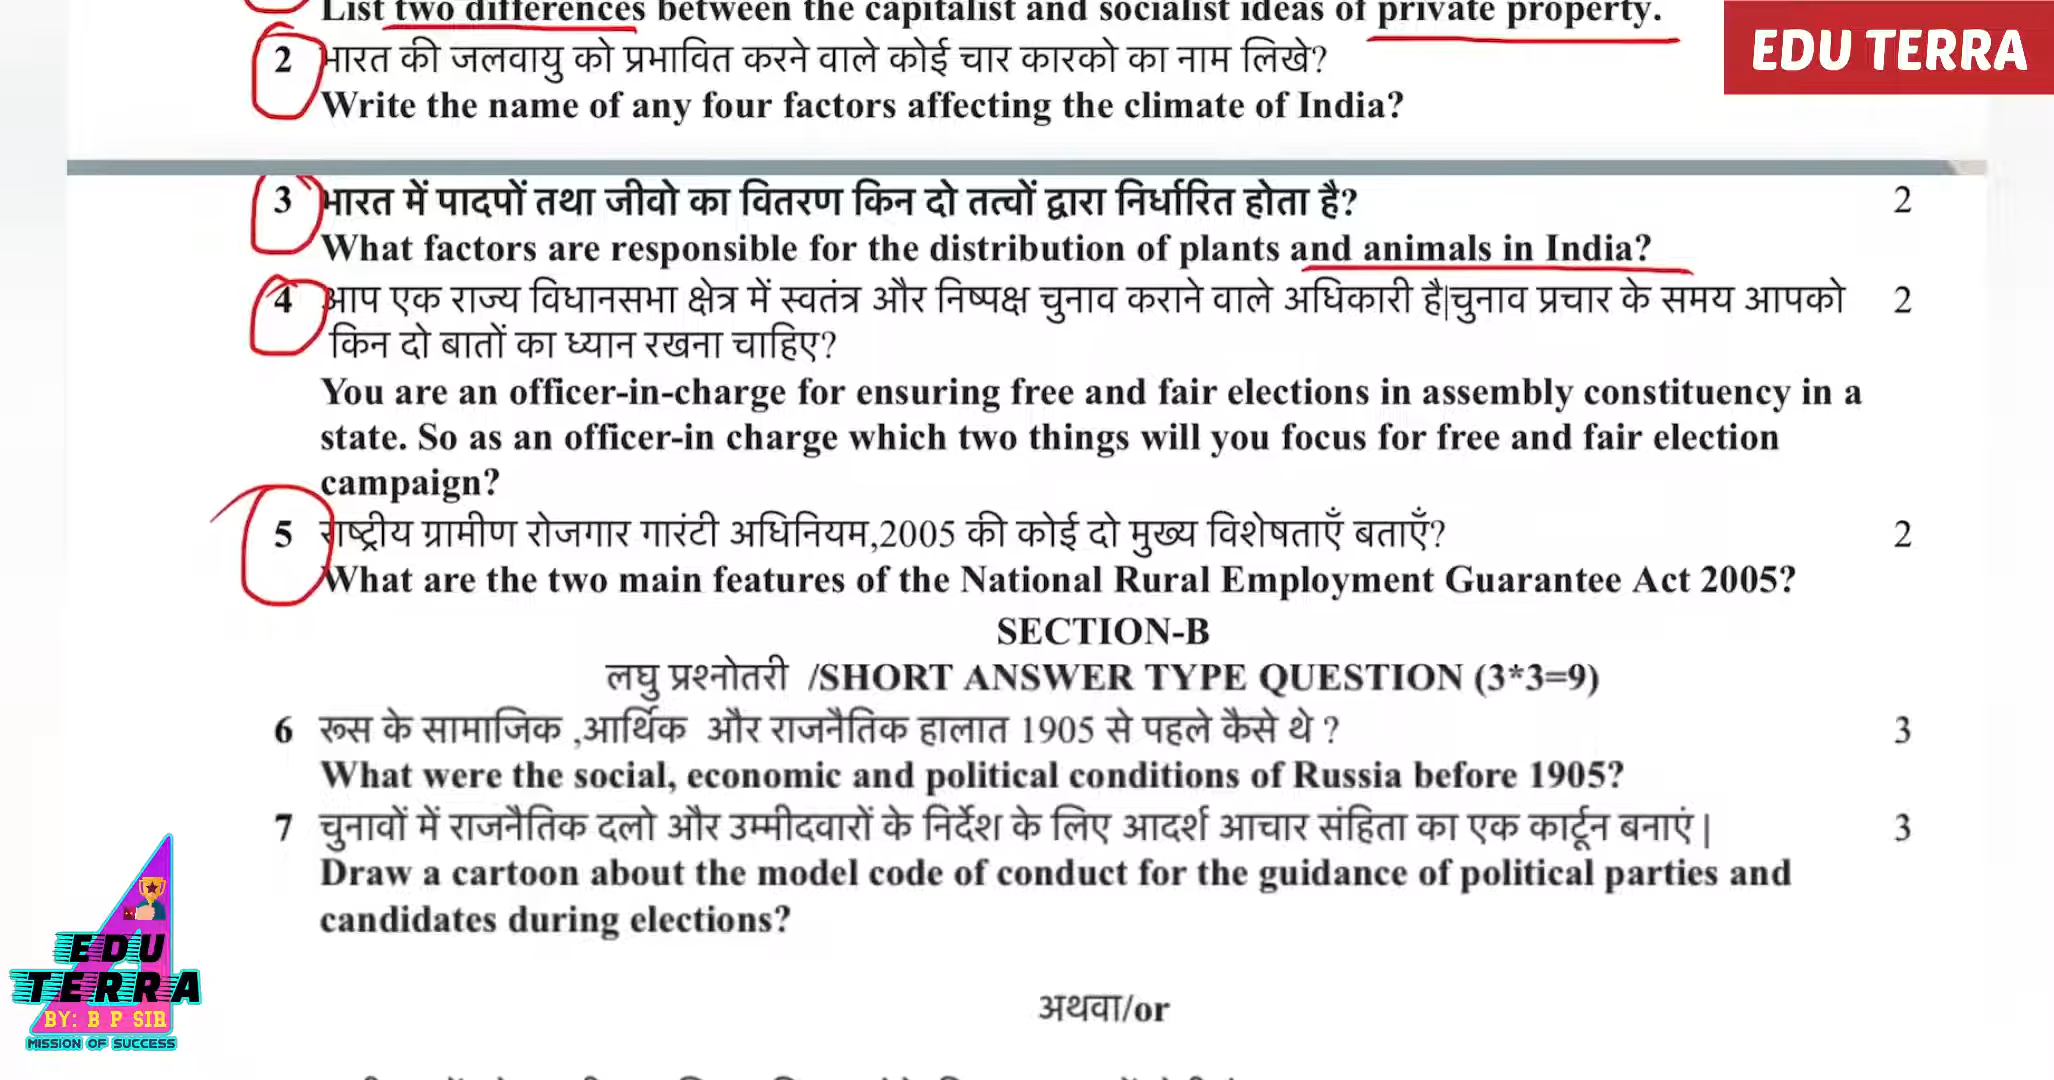 List two differences between the capitalist and socialist ideas of private property.
EDU TERRA
2 भारत की जलवायु को प्रभावित करने वाले कोई चार कारको का नाम लिखे?
Write the name of any four factors affecting the climate of India?
3 भारत में पादपों तथा जीवो का वितरण किन दो तत्वों द्वारा निर्धारित होता है? 2
What factors are responsible for the distribution of plants and animals in India?
4 आप एक राज्य विधानसभा क्षेत्र में स्वतंत्र और निष्पक्ष चुनाव कराने वाले अधिकारी है|चुनाव प्रचार के समय आपको 2
किन दो बातों का ध्यान रखना चाहिए?
You are an officer-in-charge for ensuring free and fair elections in assembly constituency in a
state. So as an officer-in charge which two things will you focus for free and fair election
campaign?
5 राष्ट्रीय ग्रामीण रोजगार गारंटी अधिनियम,2005 की कोई दो मुख्य विशेषताएँ बताएँ? 2
What are the two main features of the National Rural Employment Guarantee Act 2005?
SECTION-B
लघु प्रश्नोतरी /SHORT ANSWER TYPE QUESTION (3*3=9)
6 रूस के सामाजिक ,आर्थिक और राजनैतिक हालात 1905 से पहले कैसे थे ? 3
What were the social, economic and political conditions of Russia before 1905?
7 चुनावों में राजनैतिक दलो और उम्मीदवारों के निर्देश के लिए आदर्श आचार संहिता का एक कार्टून बनाएं | 3
Draw a cartoon about the model code of conduct for the guidance of political parties and
candidates during elections?
अथवा/or
EDU
TERRA
BY: B P SIR
MISSION OF SUCCESS